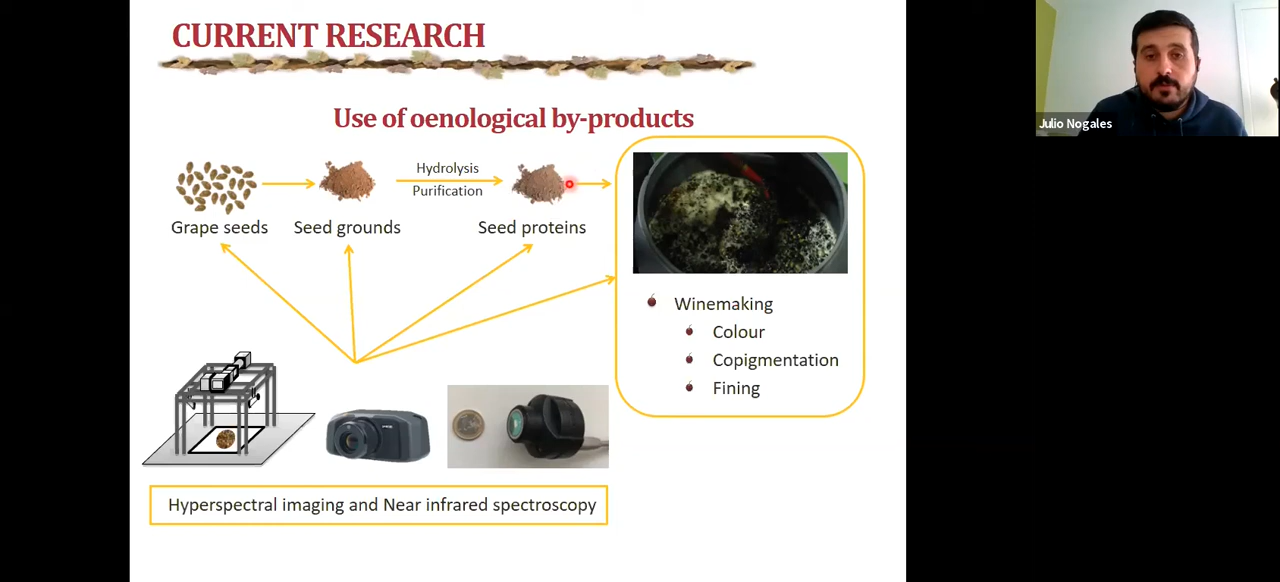 CURRENT RESEARCH
Use of oenological by-products
Hydrolysis
Purification
Grape seeds
Seed grounds
Seed proteins
Winemaking
Colour
Copigmentation
Fining
Hyperspectral imaging and Near infrared spectroscopy
Julio Nogales